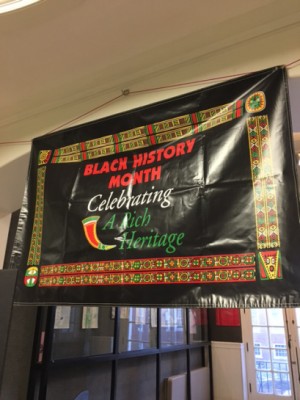 BLACK HISTORY
MONTH
Celebrating
A Rich
Heritage